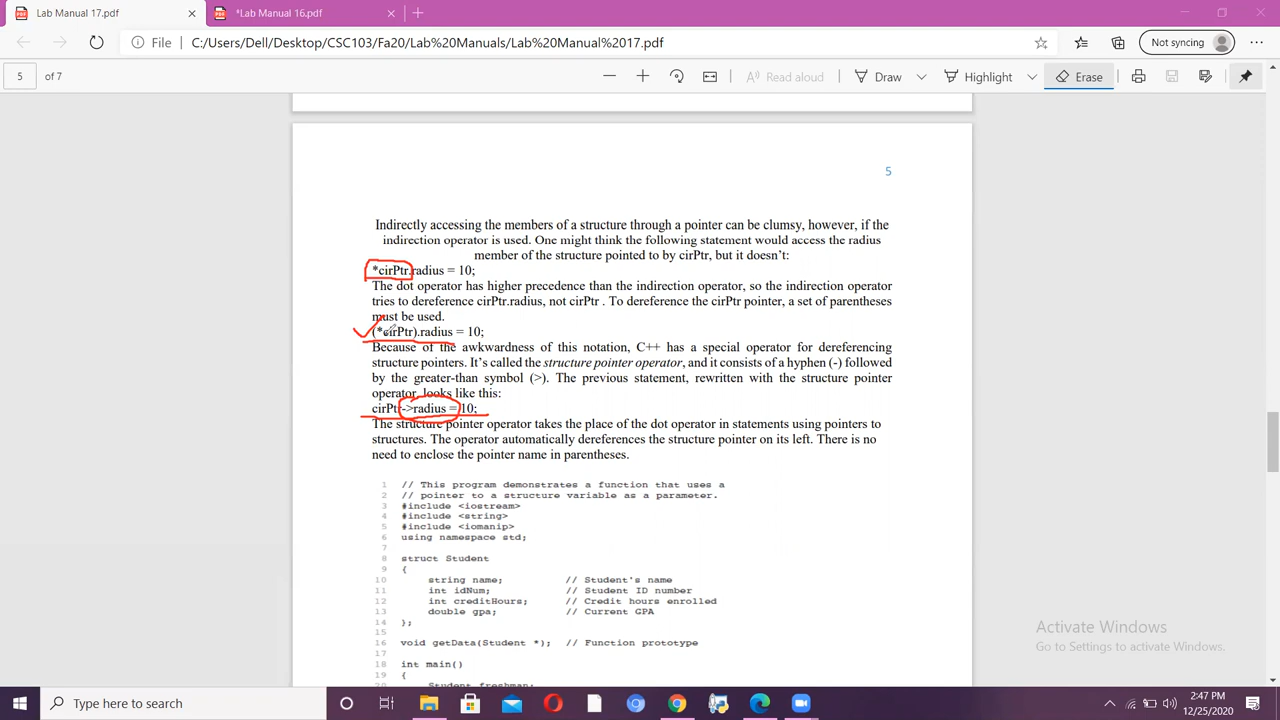 Lab Manual 17.pdf
*Lab Manual 16.pdf
File
C:/Users/Dell/Desktop/CSC103/Fa20/Lab%20Manuals/Lab%20Manual%2017.pdf
Not syncing
5 of 7
Read aloud
Draw
Highlight
Erase
5
Indirectly accessing the members of a structure through a pointer can be clumsy, however, if the
indirection operator is used. One might think the following statement would access the radius
member of the structure pointed to by cirPtr, but it doesn't:
*cirPtr.radius = 10;
The dot operator has higher precedence than the indirection operator, so the indirection operator
tries to dereference cirPtr.radius, not cirPtr . To dereference the cirPtr pointer, a set of parentheses
must be used.
(*cirPtr).radius = 10;
Because of the awkwardness of this notation, C++ has a special operator for dereferencing
structure pointers. It's called the structure pointer operator, and it consists of a hyphen (-) followed
by the greater-than symbol (>). The previous statement, rewritten with the structure pointer
operator, looks like this:
cirPtr->radius = 10;
The structure pointer operator takes the place of the dot operator in statements using pointers to
structures. The operator automatically dereferences the structure pointer on its left. There is no
need to enclose the pointer name in parentheses.
1 // This program demonstrates a function that uses a
2 // pointer to a structure variable as a parameter.
3 #include <iostream>
4 #include <string>
5 #include <iomanip>
6 using namespace std;
7
8 struct Student
9 {
10 string name; // Student's name
11 int idNum; // Student ID number
12 int creditHours; // Credit hours enrolled
13 double gpa; // Current GPA
14 };
15
16 void getData(Student *); // Function prototype
17
18 int main()
19 {
20 Student freshman;
Activate Windows
Go to Settings to activate Windows.
Type here to search
2:47 PM
12/25/2020